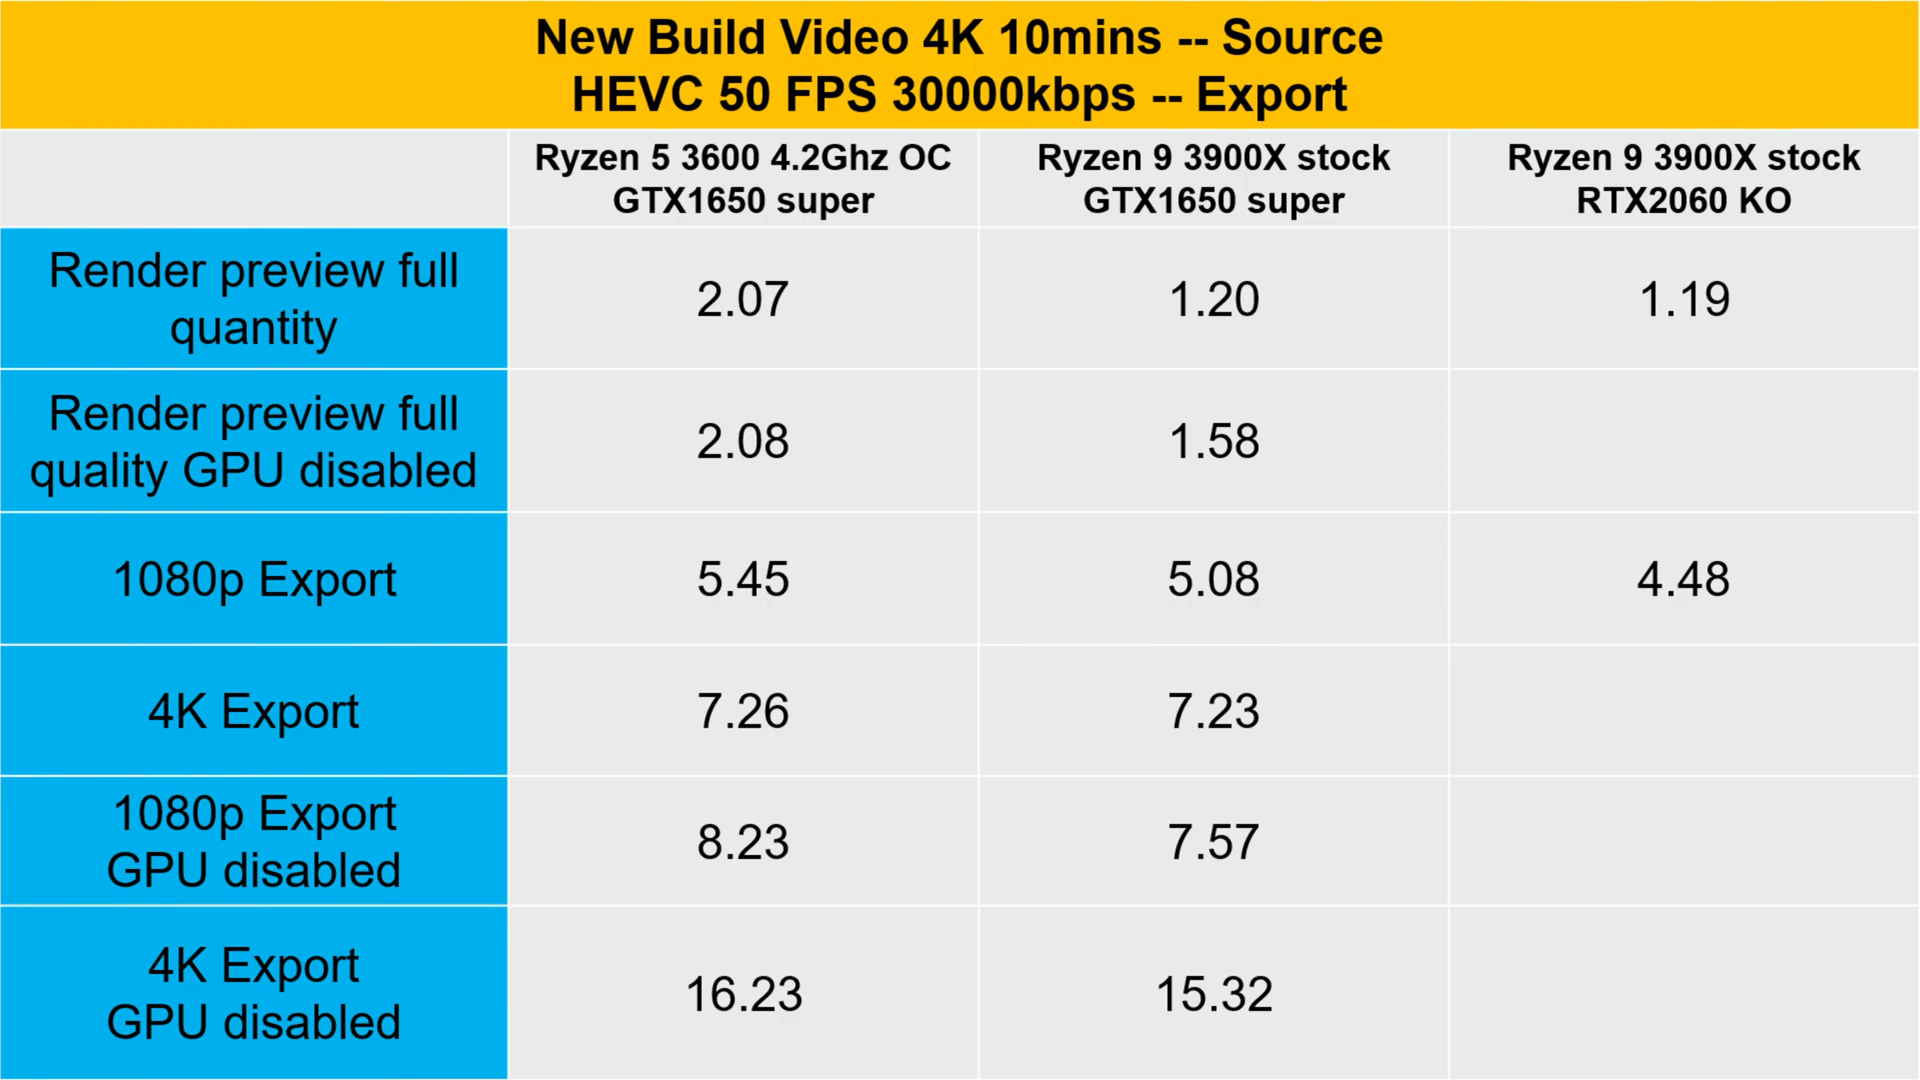 New Build Video 4K 10mins -- Source
HEVC 50 FPS 30000kbps -- Export
Ryzen 5 3600 4.2Ghz OC
GTX1650 super
Ryzen 9 3900X stock
GTX1650 super
Ryzen 9 3900X stock
RTX2060 KO
Render preview full
quantity
2.07
1.20
1.19
Render preview full
quality GPU disabled
2.08
1.58
1080p Export
5.45
5.08
4.48
4K Export
7.26
7.23
1080p Export
GPU disabled
8.23
7.57
4K Export
GPU disabled
16.23
15.32